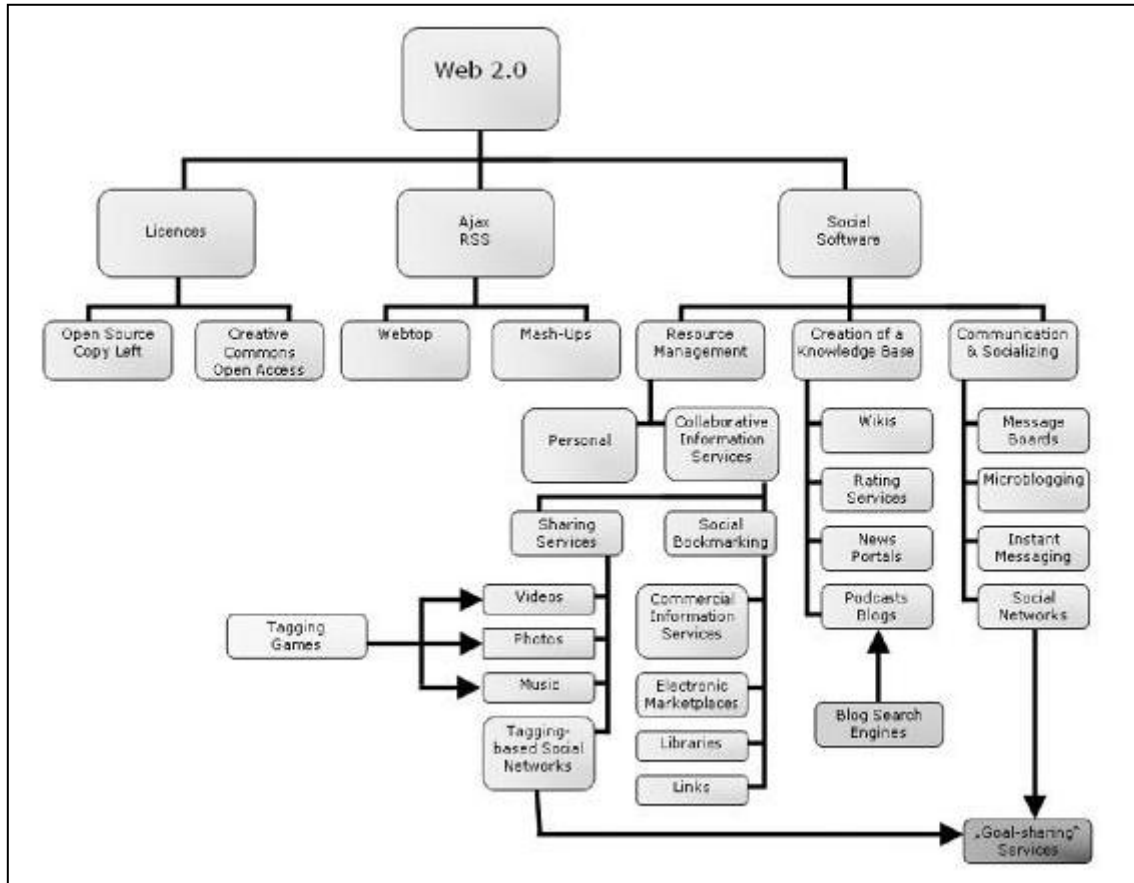 Web 2.0
Licences
Ajax
RSS
Social
Software
Open Source
Copy Left
Creative
Commons
Open Access
Webtop
Mash-Ups
Resource
Management
Creation of a
Knowledge Base
Communication
& Socializing
Personal
Collaborative
Information
Services
Wikis
Message
Boards
Rating
Services
Microblogging
Sharing
Services
Social
Bookmarking
News
Portals
Instant
Messaging
Videos
Commercial
Information
Services
Podcasts
Blogs
Social
Networks
Tagging
Games
Photos
Music
Electronic
Marketplaces
Blog Search
Engines
Tagging-
based Social
Networks
Libraries
Links
„Goal-sharing“
Services